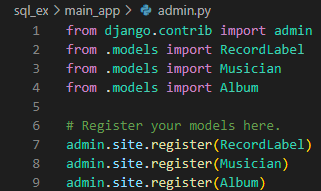 sql_ex > main_app > admin.py
1 from django.contrib import admin
2 from .models import RecordLabel
3 from .models import Musician
4 from .models import Album
5
6 # Register your models here.
7 admin.site.register(RecordLabel)
8 admin.site.register(Musician)
9 admin.site.register(Album)